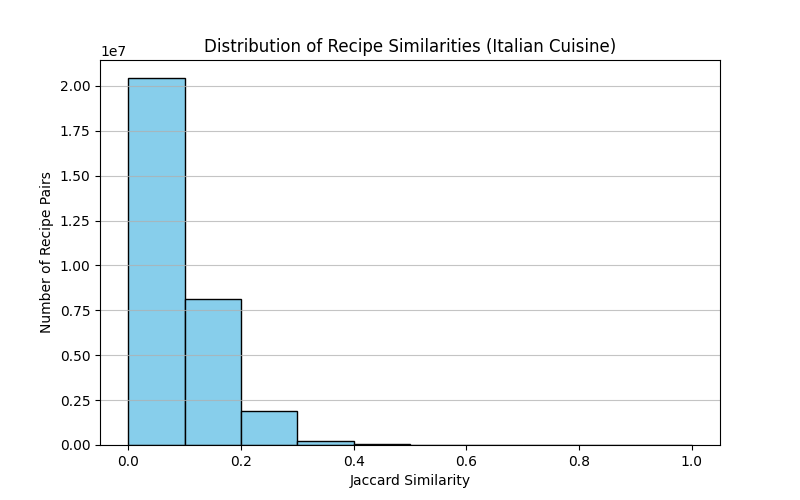 Distribution of Recipe Similarities (Italian Cuisine)
1e7
2.00
1.75
1.50
1.25
1.00
0.75
0.50
0.25
0.00
Number of Recipe Pairs
0.0 0.2 0.4 0.6 0.8 1.0
Jaccard Similarity